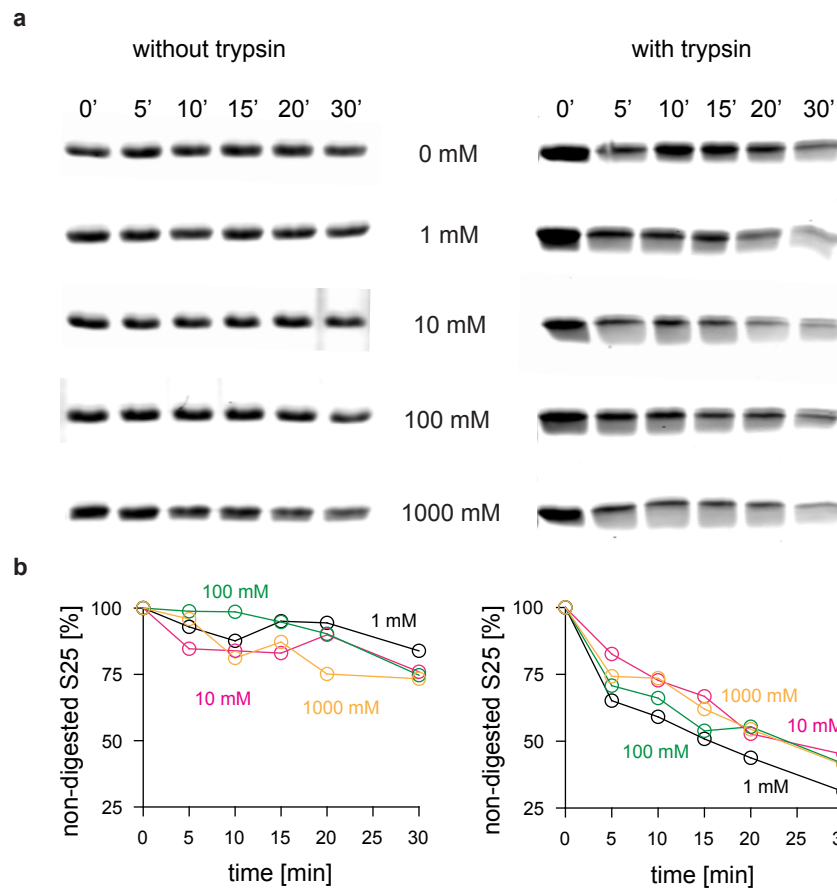 a
without trypsin
with trypsin
0’ 5’ 10’ 15’ 20’ 30’
0’ 5’ 10’ 15’ 20’ 30’
0 mM
1 mM
10 mM
100 mM
1000 mM
b
non-digested S25 [%]
100
75
50
25
100 mM
1 mM
10 mM
1000 mM
0 5 10 15 20 25 30
time [min]
non-digested S25 [%]
100
75
50
25
1000 mM
10 mM
100 mM
1 mM
0 5 10 15 20 25
time [min]